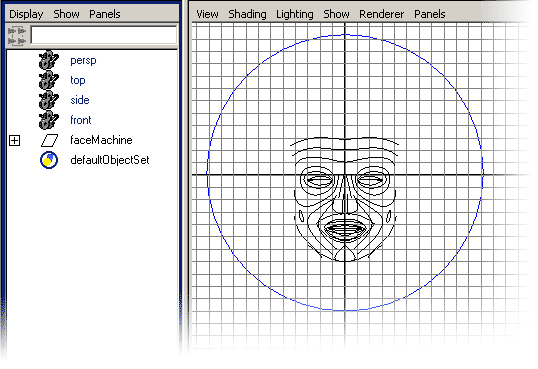 Display Show Panels
View Shading Lighting Show Renderer Panels
persp
top
side
front
faceMachine
defaultObjectSet